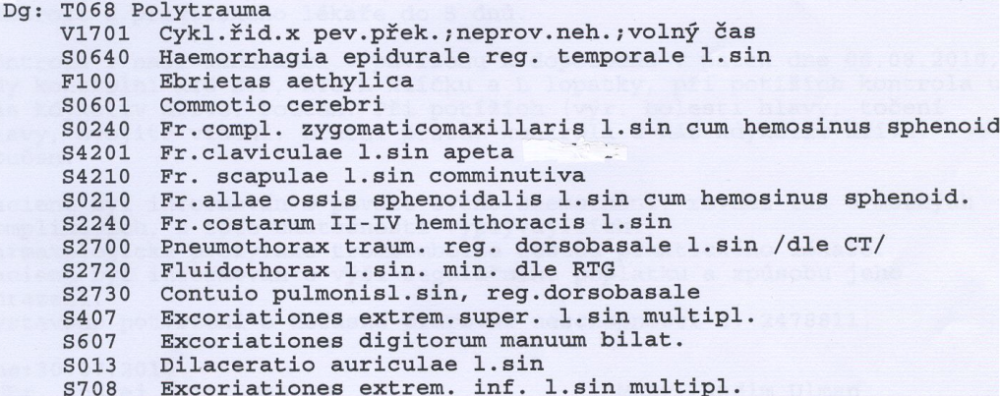 Dg: T068 Polytrauma
V1701 Cykl.řid.x pev.přek.;neprov.neh.;volný čas
S0640 Haemorrhagia epidurale reg. temporale l.sin
F100 Ebrietas aethylica
S0601 Commotio cerebri
S0240 Fr.compl. zygomaticomaxillaris l.sin cum hemosinus sphenoid
S4201 Fr.claviculae l.sin apeta
S4210 Fr. scapulae l.sin comminutiva
S0210 Fr.allae ossis sphenoidalis l.sin cum hemosinus sphenoid.
S2240 Fr.costarum III-IV hemithoracis l.sin
S2700 Pneumothorax traum. reg. dorsobasale l.sin /dle CT/
S2720 Fluidothorax l.sin. min. dle RTG
S2730 Contuio pulmonisl.sin, reg.dorsobasale
S407 Excoriationes extrem.super. l.sin multipl.
S607 Excoriationes digitorum manuum bilat.
S013 Dilaceratio auriculae l.sin
S708 Excoriationes extrem. inf. l.sin multipl.